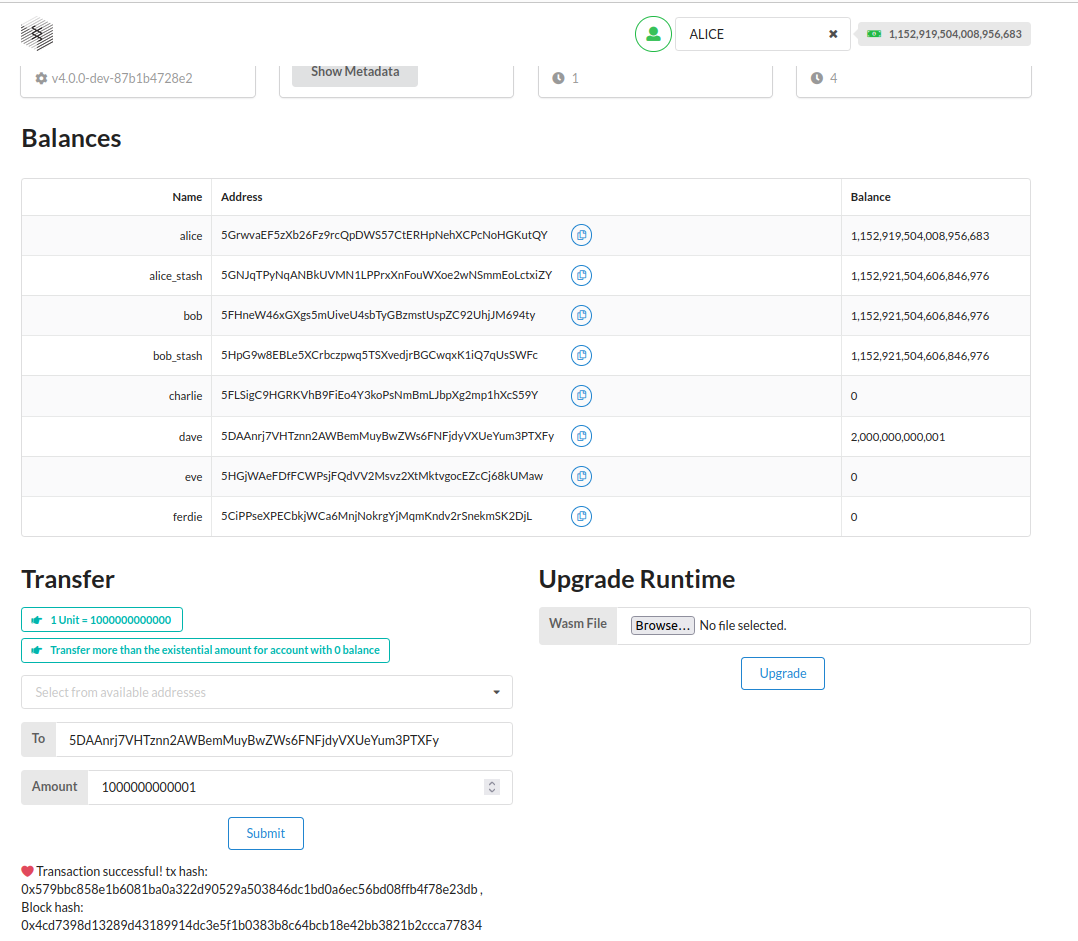 ALICE
1,152,919,504,008,956,683
v4.0.0-dev-87b1b4728e2
Show Metadata
1
4
Balances
Name Address Balance
alice 5GrwvaEF5zXb26Fz9rcQpDWS57CtERHpNehXCPcNoHGKutQY 1,152,919,504,008,956,683
alice_stash 5GNJqTPyNqANBkUVMN1LPPrxXnFouWXoe2wNSmmEoLctxiZY 1,152,921,504,606,846,976
bob 5FHneW46xGXgs5mUiveU4sbTyGBzmstUspZC92UhjJM694ty 1,152,921,504,606,846,976
bob_stash 5HpG9w8EBLe5XCrbczpwq5TSXvedjrBGCwqxK1iQ7qUsSWFc 1,152,921,504,606,846,976
charlie 5FLSigC9HGRKVhB9FiEo4Y3koPsNmBmLJbpXg2mp1hXcS59Y 0
dave 5DAAnrj7VHTznn2AWBemMuyBwZWs6FNFjdyVXUeYum3PTXFy 2,000,000,000,001
eve 5HGjWAeFDfFCWPsjFQdVV2Msvz2XtMktvgocEZcCj68kUMaw 0
ferdie 5CiPPseXPECbkjWCa6MnjNokrgYjMqmKndv2rSnekmSK2DjL 0
Transfer
1 Unit = 1000000000000
Transfer more than the existential amount for account with 0 balance
Select from available addresses
To 5DAAnrj7VHTznn2AWBemMuyBwZWs6FNFjdyVXUeYum3PTXFy
Amount 1000000000001
Submit
Transaction successful! tx hash:
0x579bbc858e1b6081ba0a322d90529a503846dc1bd0a6ec56bd08ffb4f78e23db ,
Block hash:
0x4cd7398d13289d43189914dc3e5f1b0383b8c64bcb18e42bb3821b2ccca77834
Upgrade Runtime
Wasm File Browse... No file selected.
Upgrade